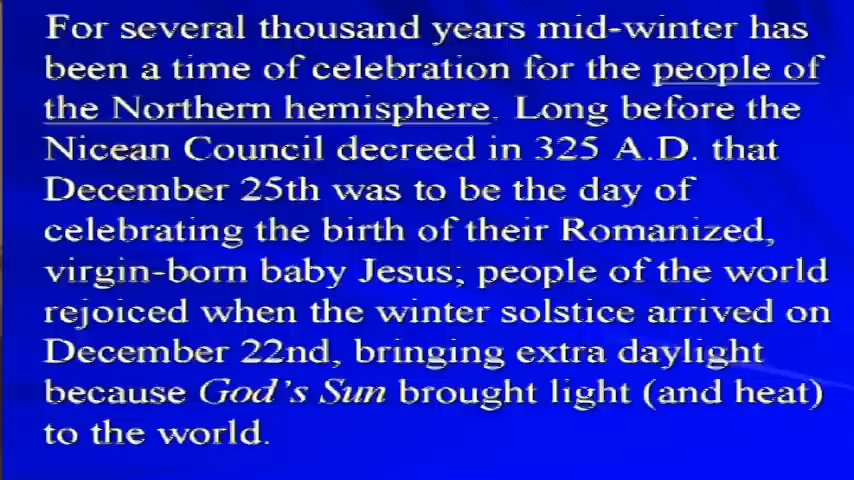 For several thousand years mid-winter has
been a time of celebration for the people of
the Northern hemisphere. Long before the
Nicean Council decreed in 325 A.D. that
December 25th was to be the day of
celebrating the birth of their Romanized,
virgin-born baby Jesus; people of the world
rejoiced when the winter solstice arrived on
December 22nd, bringing extra daylight
because God's Sun brought light (and heat)
to the world.